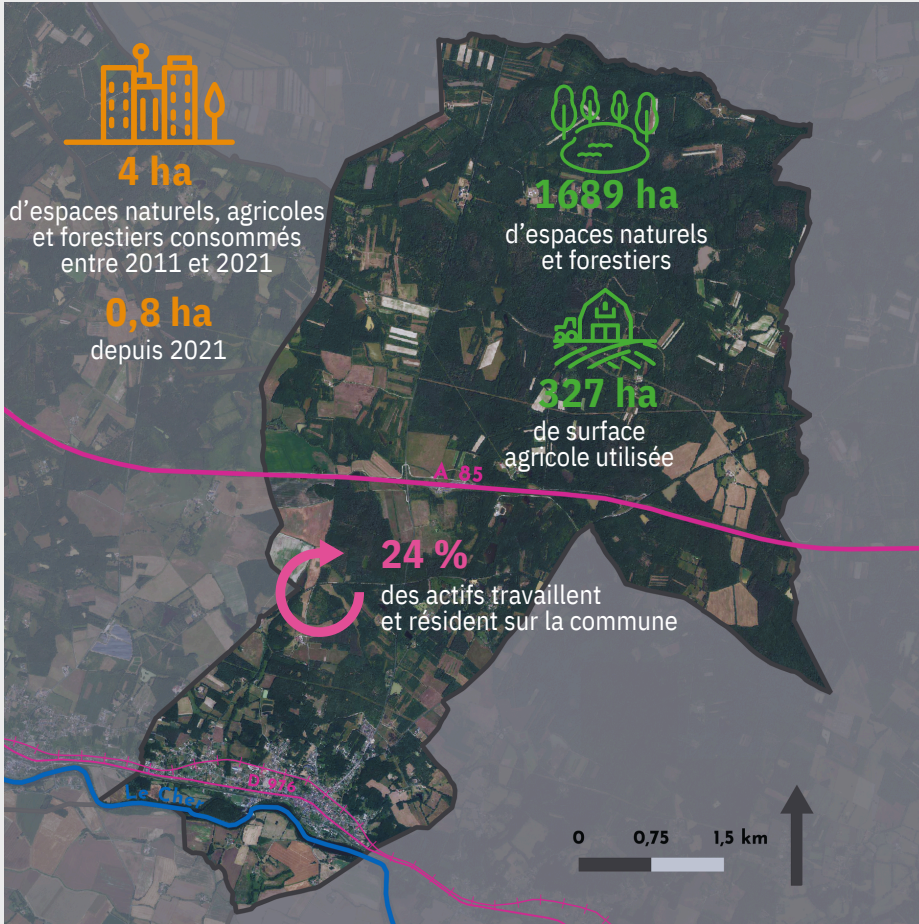 4 ha
d'espaces naturels, agricoles
et forestiers consommés
entre 2011 et 2021
0,8 ha
depuis 2021
1689 ha
d'espaces naturels
et forestiers
327 ha
de surface
agricole utilisée
A 85
24 %
des actifs travaillent
et résident sur la commune
D 976
Le Cher
0 0,75 1,5 km